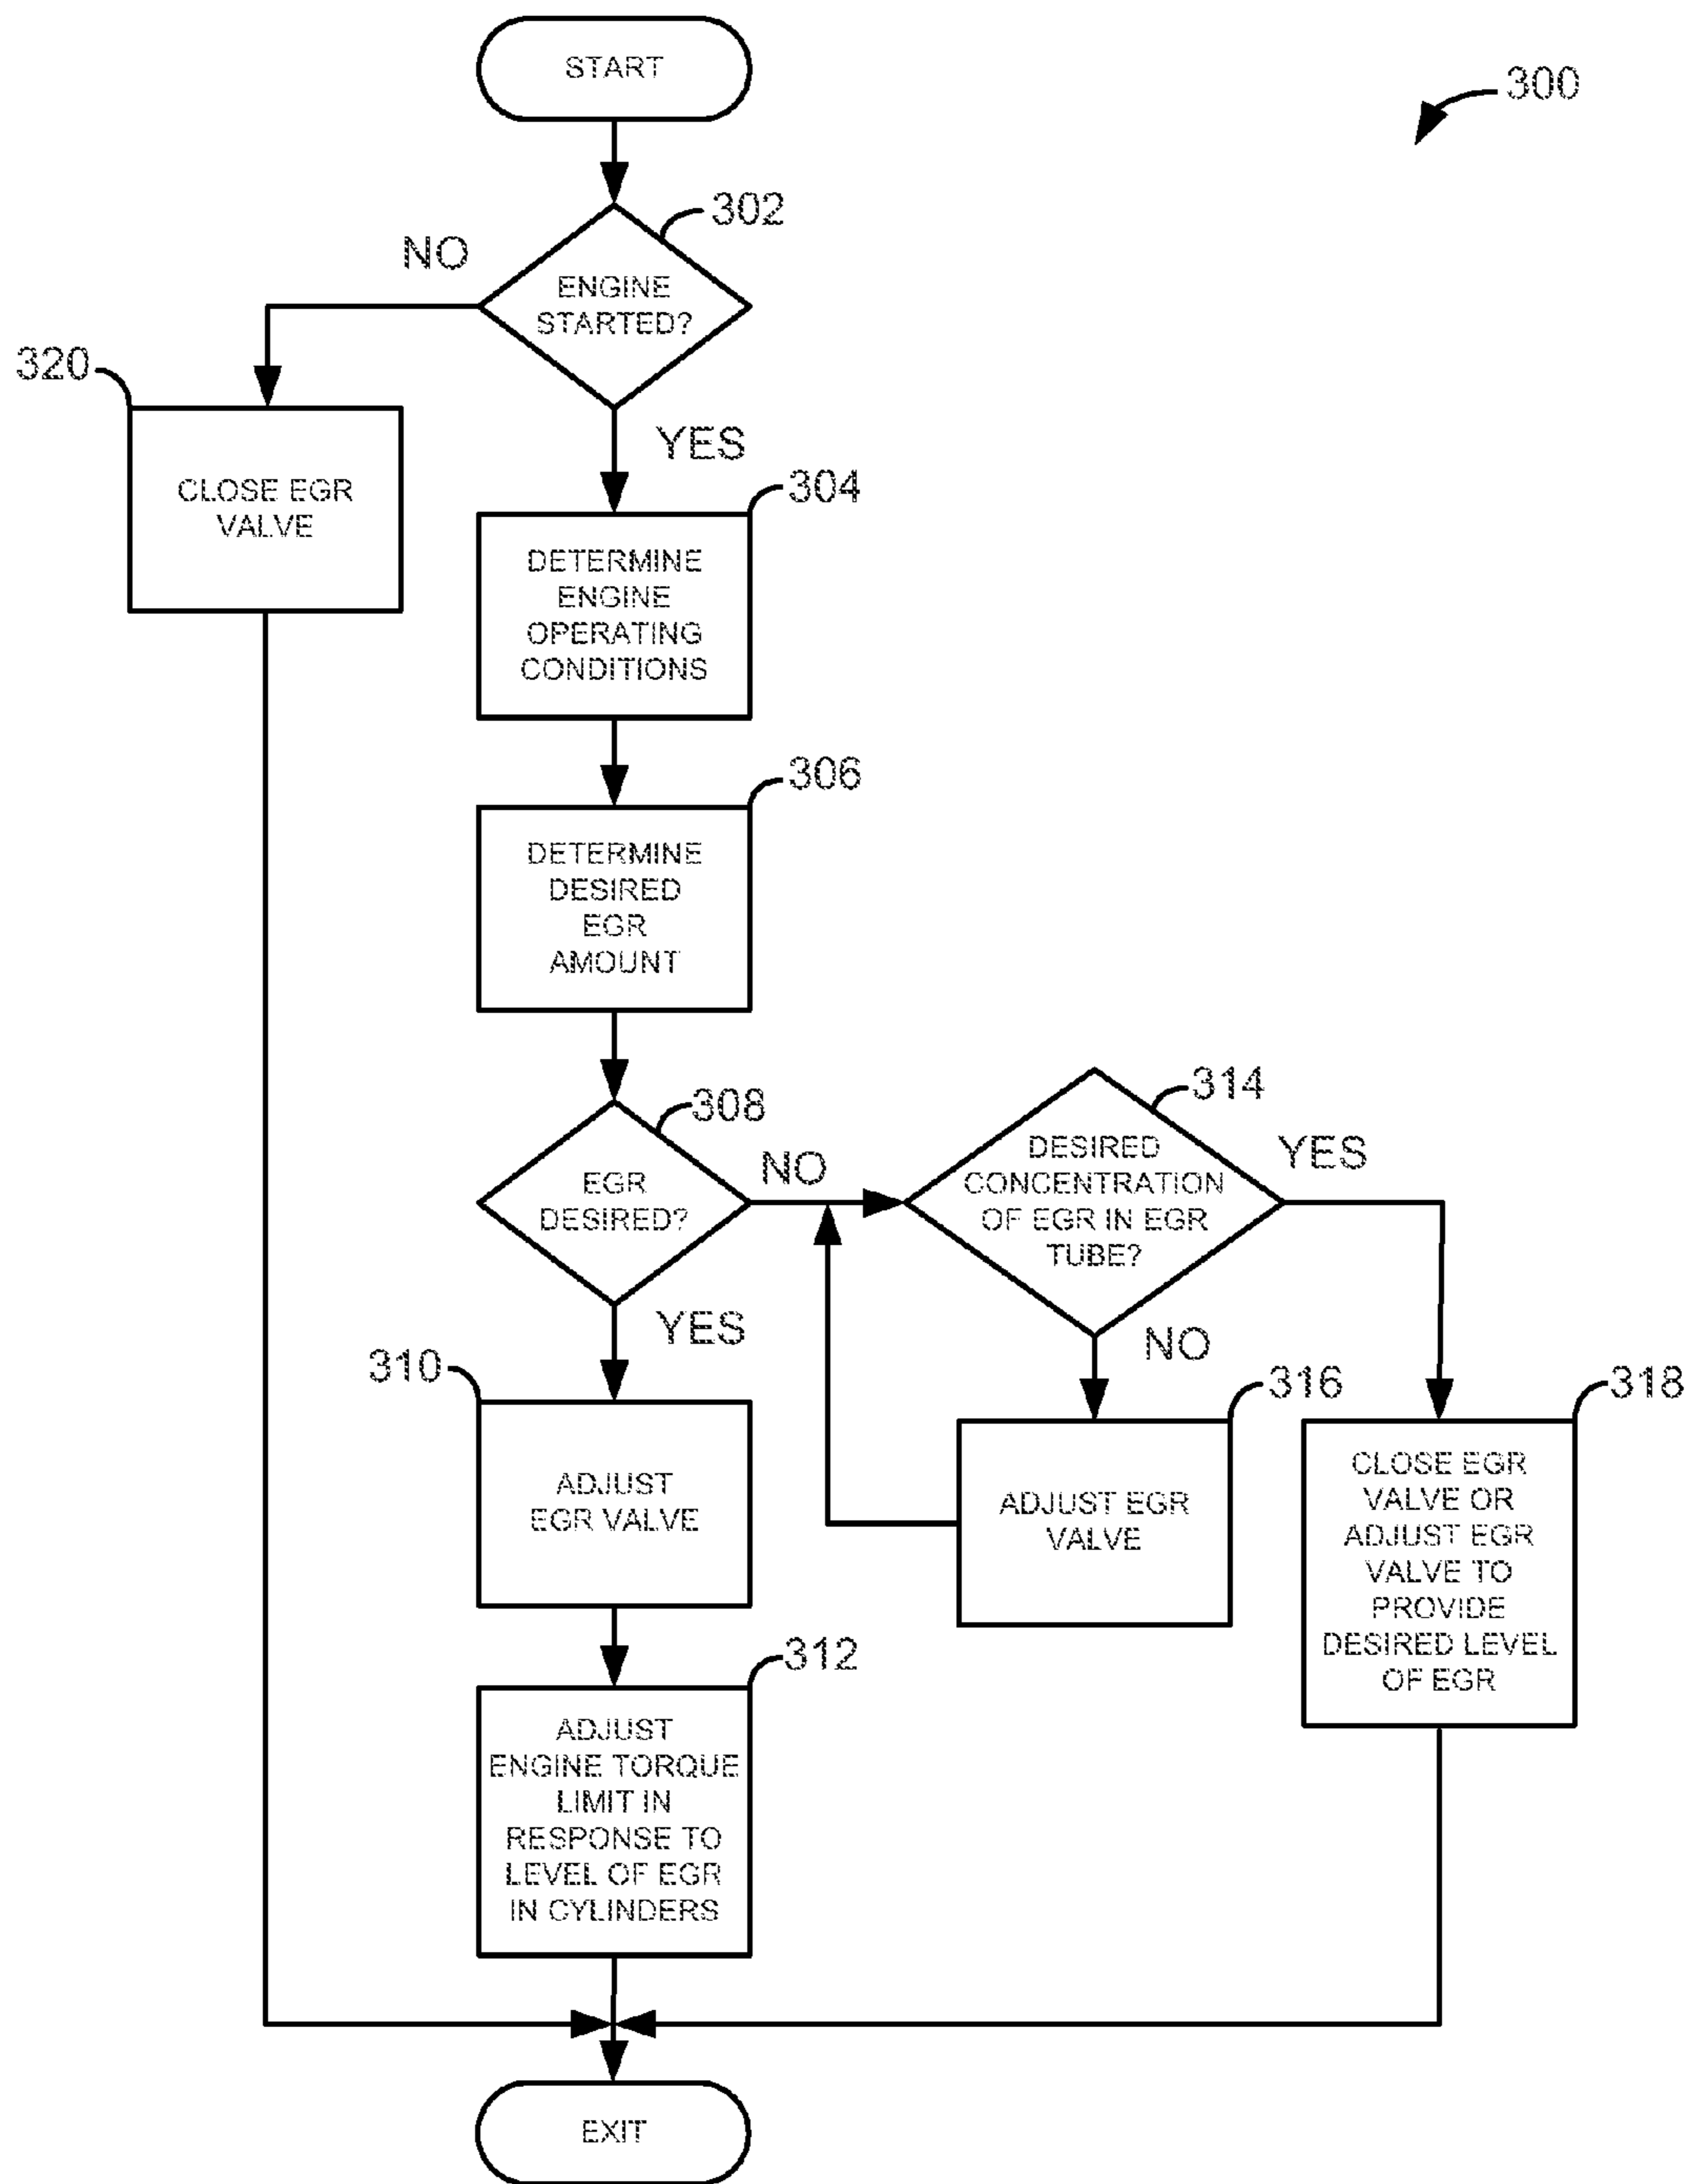 START
300
302
NO
ENGINE
STARTED?
320
YES
CLOSE EGR
VALVE
304
DETERMINE
ENGINE
OPERATING
CONDITIONS
306
DETERMINE
DESIRED
EGR
AMOUNT
308
EGR
DESIRED?
NO
314
DESIRED
CONCENTRATION
OF EGR IN EGR
TUBE?
YES
YES
NO
310
ADJUST
EGR VALVE
316
ADJUST EGR
VALVE
318
CLOSE EGR
VALVE OR
ADJUST EGR
VALVE TO
PROVIDE
DESIRED LEVEL
OF EGR
312
ADJUST
ENGINE TORQUE
LIMIT IN
RESPONSE TO
LEVEL OF EGR
IN CYLINDERS
EXIT